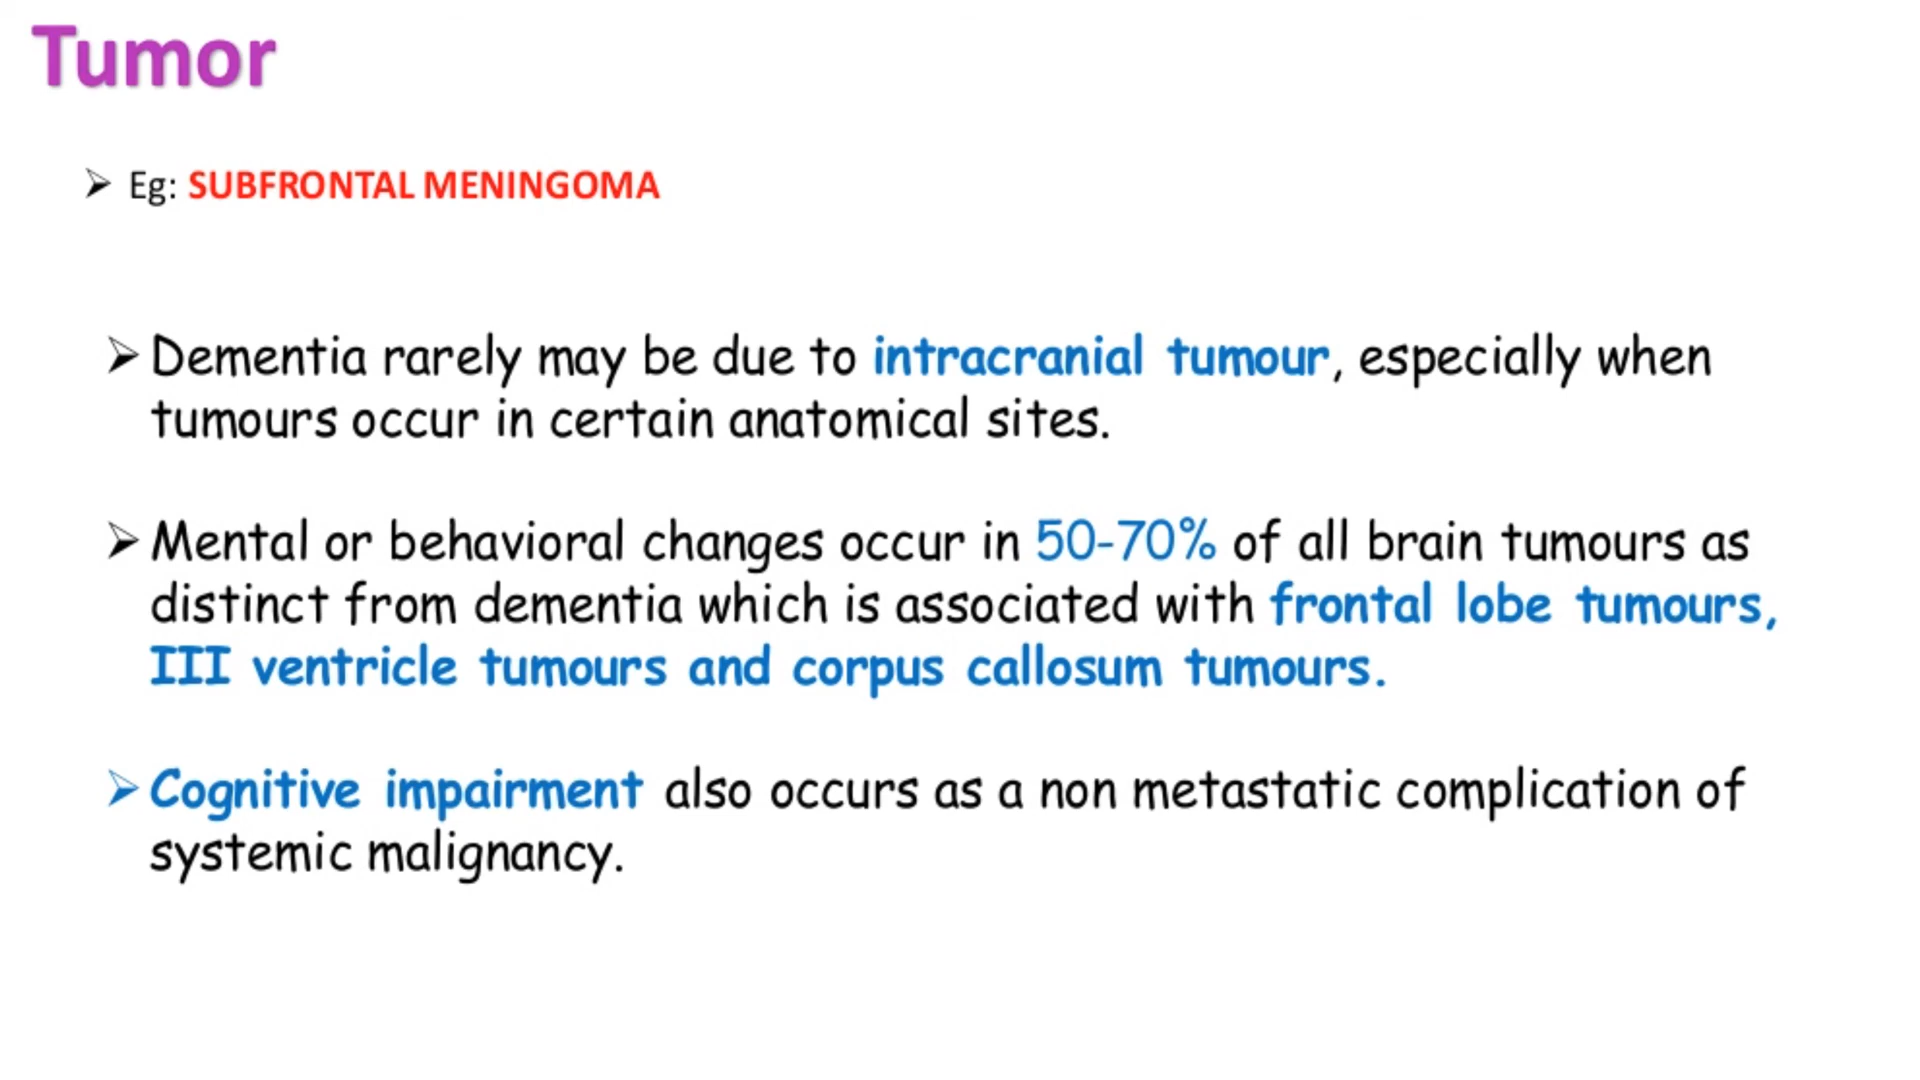 Tumor
Eg: SUBFRONTAL MENINGOMA
Dementia rarely may be due to intracranial tumour, especially when
tumours occur in certain anatomical sites.
Mental or behavioral changes occur in 50-70% of all brain tumours as
distinct from dementia which is associated with frontal lobe tumours,
III ventricle tumours and corpus callosum tumours.
Cognitive impairment also occurs as a non metastatic complication of
systemic malignancy.